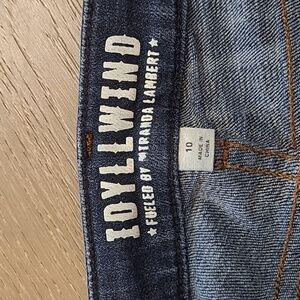 IDYLLWIND
★ FUELED BY MIRANDA LAMBERT ★
10
MADE IN
CHINA